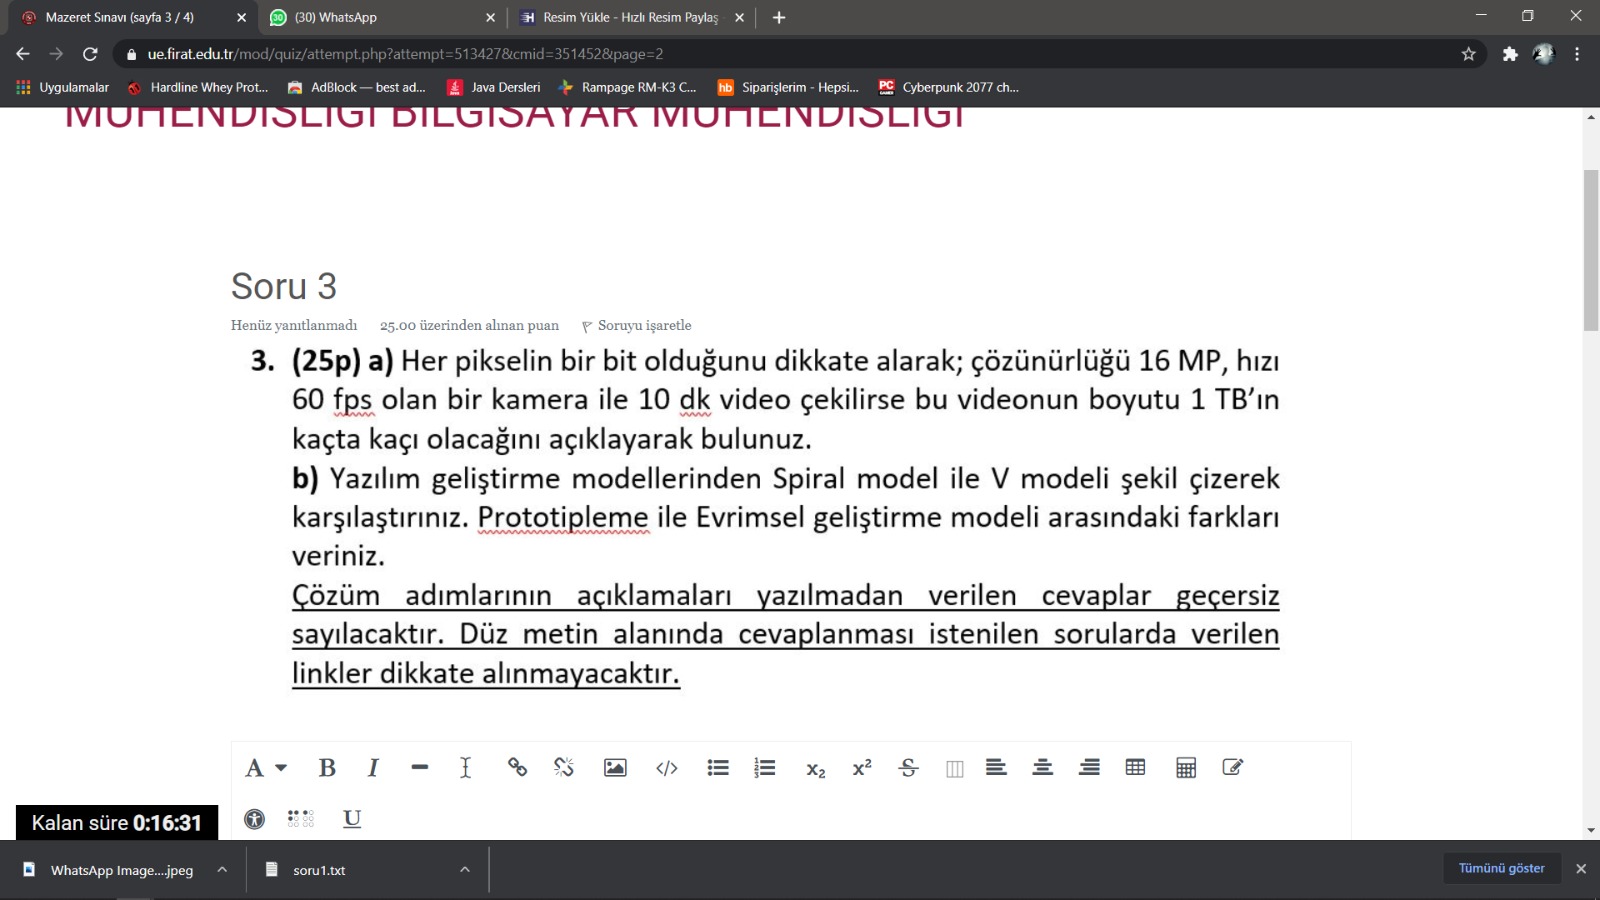 Mazeret Sınavı (sayfa 3 / 4)
(30) WhatsApp
Resim Yükle - Hızlı Resim Paylaş
ue.firat.edu.tr/mod/quiz/attempt.php?attempt=513427&cmid=351452&page=2
Uygulamalar
Hardline Whey Prot...
AdBlock — best ad...
Java Dersleri
Rampage RM-K3 C...
hb Siparişlerim - Hepsi...
PC Cyberpunk 2077 ch...
MÜHENDİSLİĞİ BİLGİSAYAR MÜHENDİSLİĞİ
Soru 3
Henüz yanıtlanmadı 25.00 üzerinden alınan puan Soruyu işaretle
3. (25p) a) Her pikselin bir bit olduğunu dikkate alarak; çözünürlüğü 16 MP, hızı
60 fps olan bir kamera ile 10 dk video çekilirse bu videonun boyutu 1 TB’ın
kaçta kaçı olacağını açıklayarak bulunuz.
b) Yazılım geliştirme modellerinden Spiral model ile V modeli şekil çizerek
karşılaştırınız. Prototipleme ile Evrimsel geliştirme modeli arasındaki farkları
veriniz.
Çözüm adımlarının açıklamaları yazılmadan verilen cevaplar geçersiz
sayılacaktır. Düz metin alanında cevaplanması istenilen sorularda verilen
linkler dikkate alınmayacaktır.
A B I </> x₂ x² S
U
Kalan süre 0:16:31
WhatsApp Image....jpeg
soru1.txt
Tümünü göster